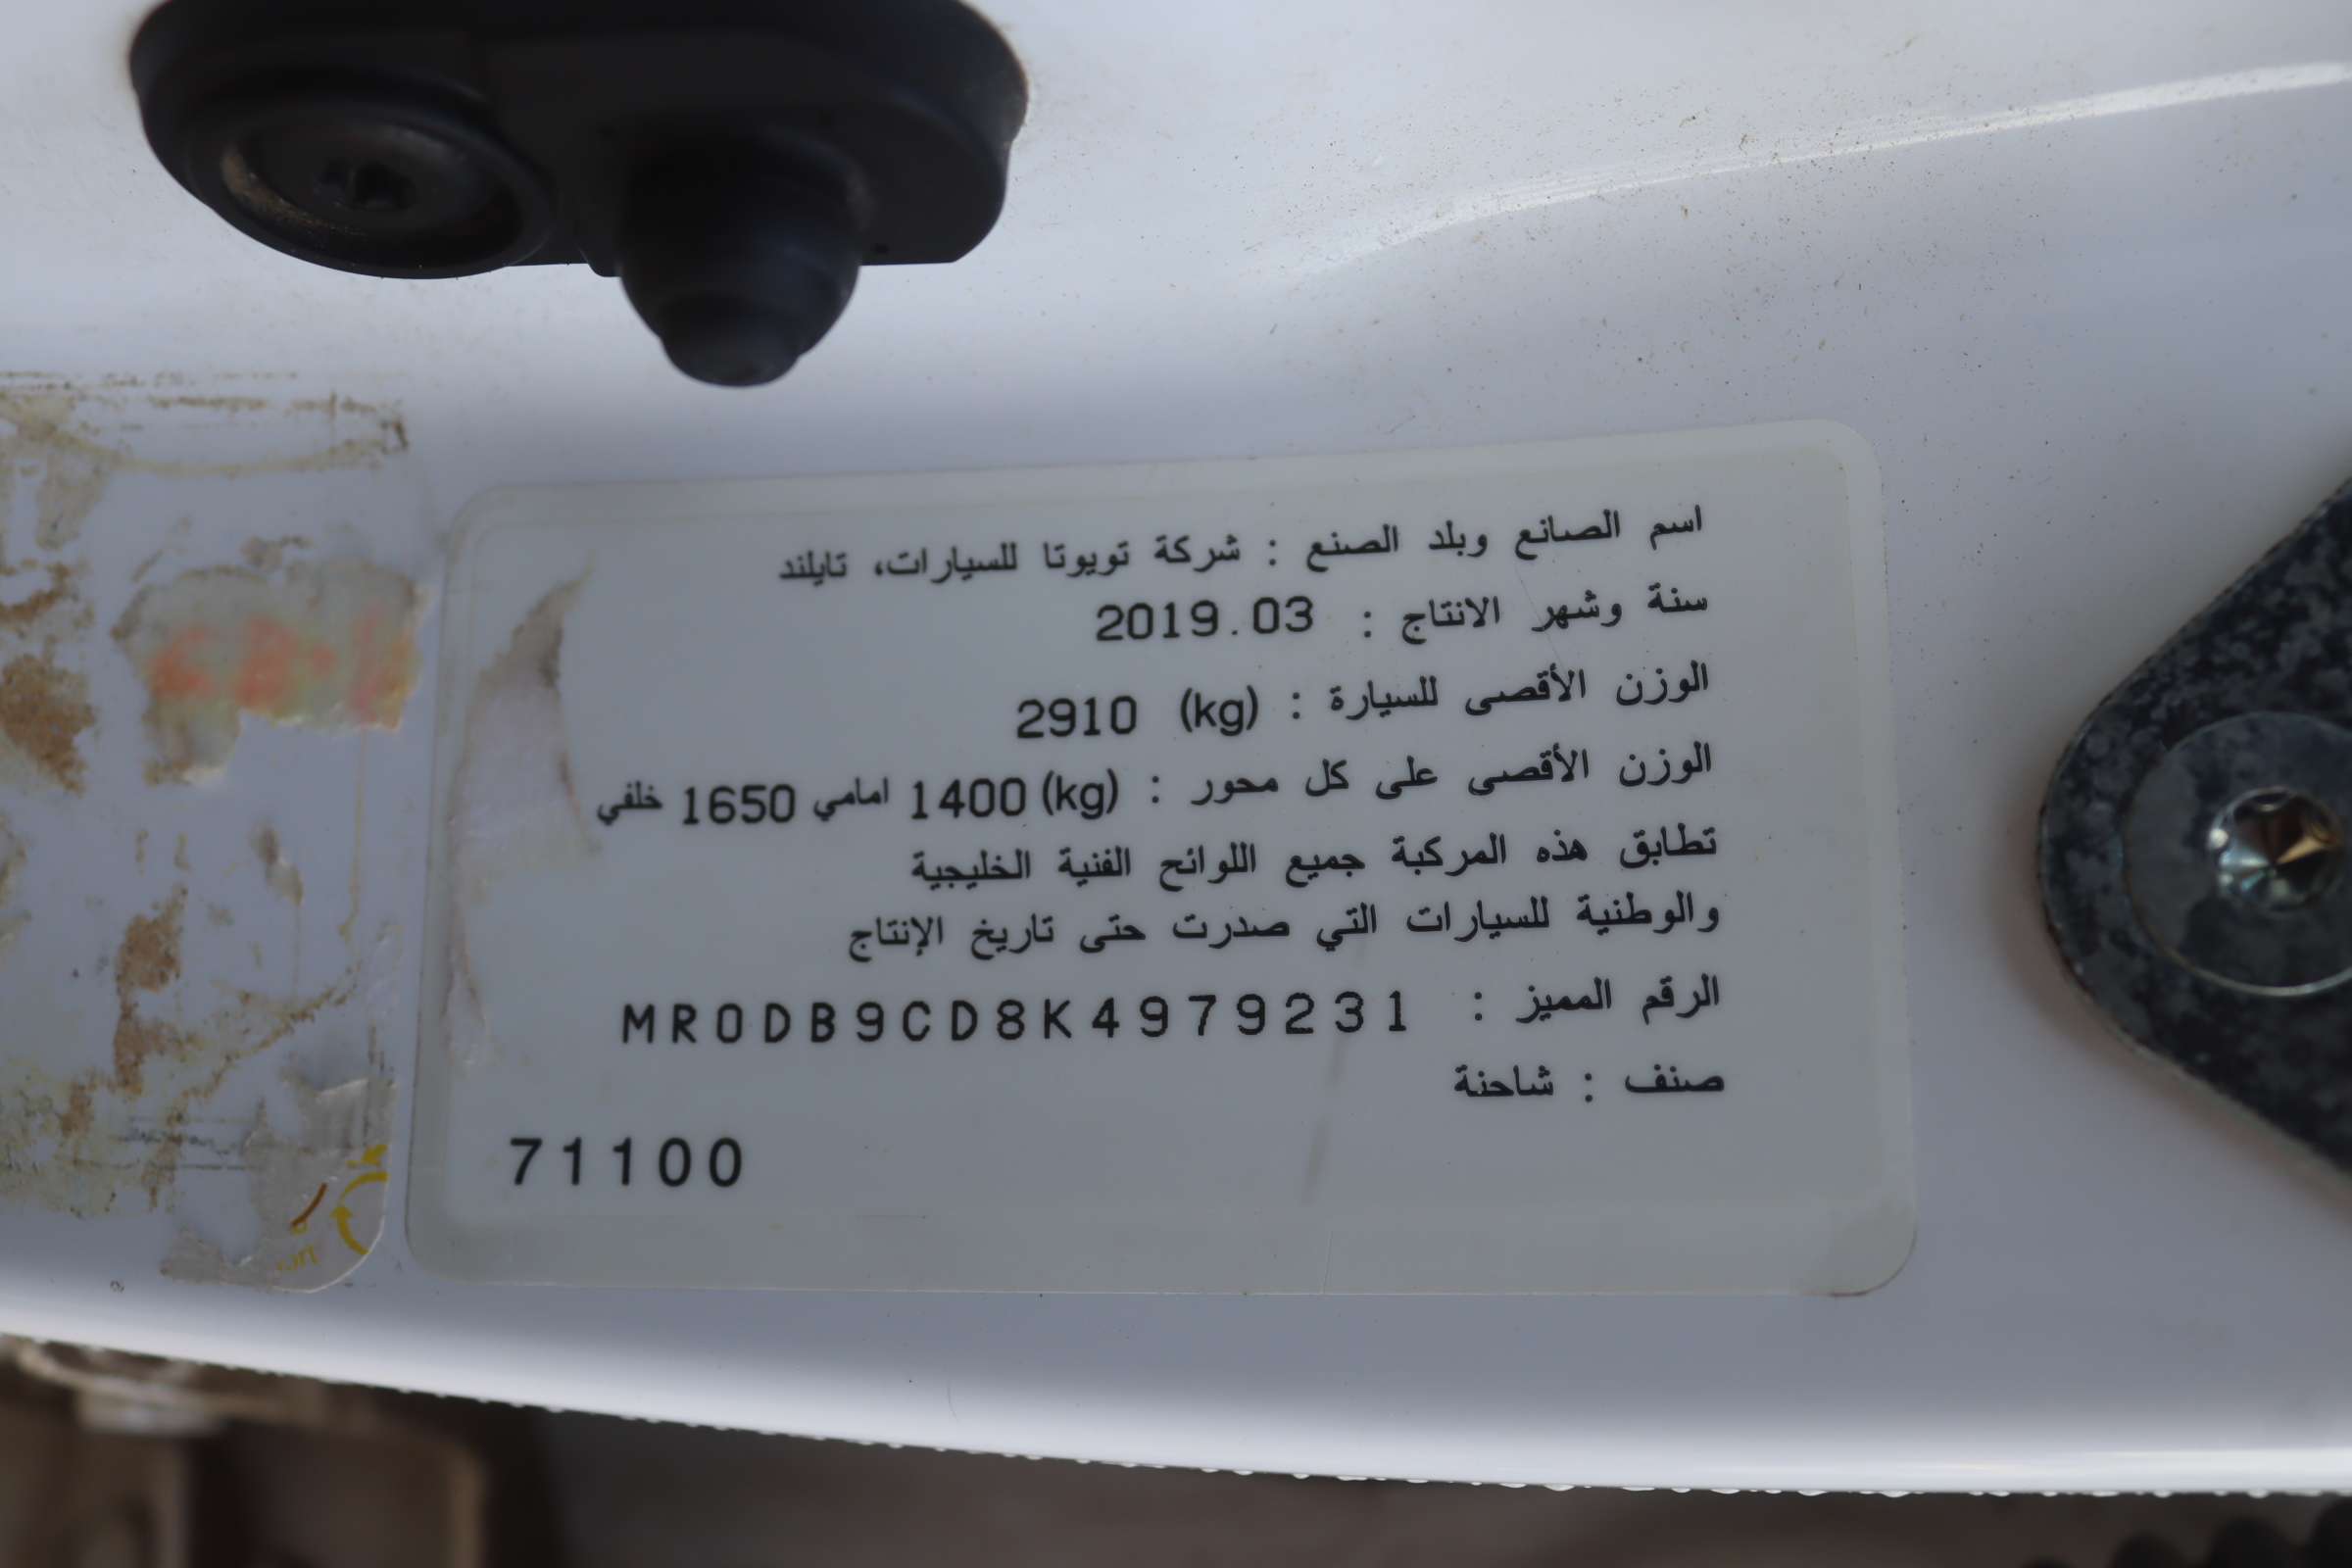 اسم الصانع وبلد الصنع : شركة تويوتا للسيارات، تايلند
سنة وشهر الانتاج : 2019.03
الوزن الأقصى للسيارة : (kg) 2910
الوزن الأقصى على كل محور : (kg) 1400 امامي 1650 خلفي
تطابق هذه المركبة جميع اللوائح الفنية الخليجية
والوطنية للسيارات التي صدرت حتى تاريخ الإنتاج
الرقم المميز : MR0DB9CD8K4979231
صنف : شاحنة
71100